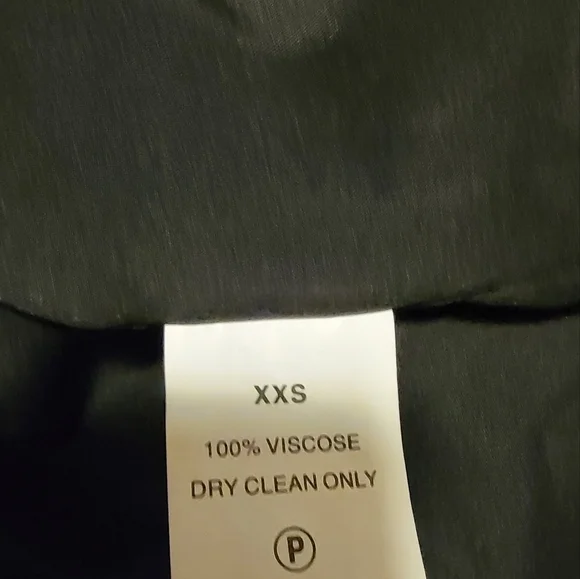 XXS
100% VISCOSE
DRY CLEAN ONLY
P